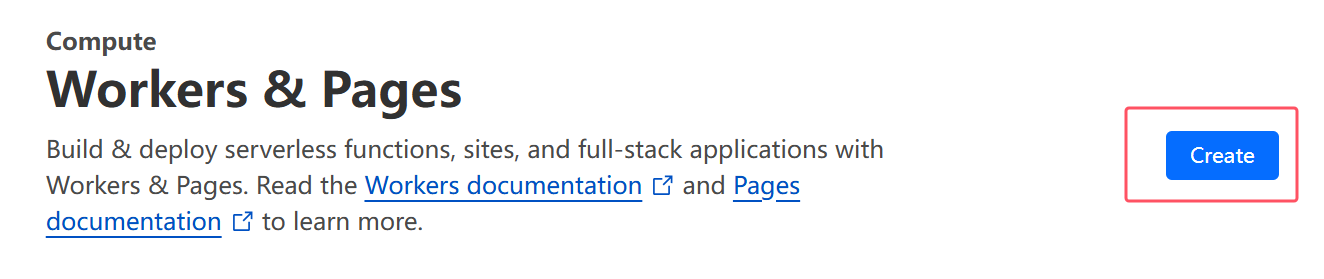 Compute
Workers & Pages
Build & deploy serverless functions, sites, and full-stack applications with
Workers & Pages. Read the Workers documentation and Pages
documentation to learn more.
Create